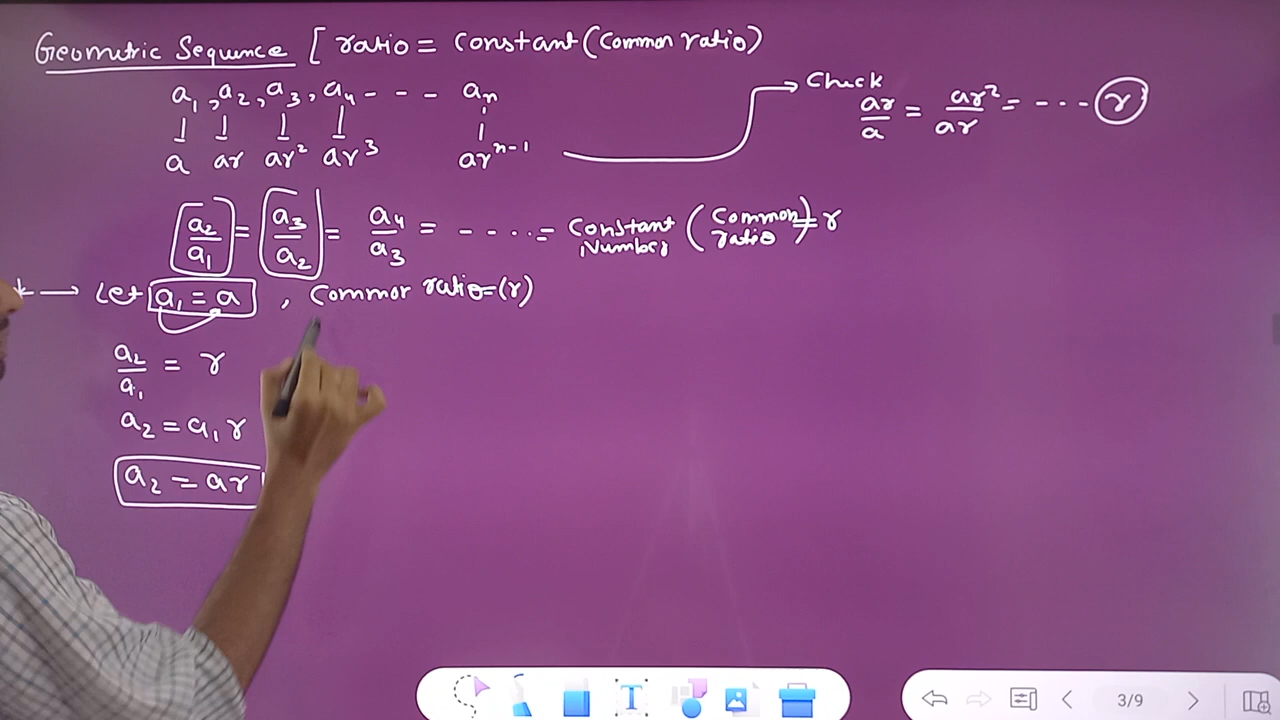 Geometric Sequence [ ratio = Constant (Common ratio)
a₁, a₂, a₃, a₄ - - - aₙ
a ar ar² ar³ arⁿ⁻¹
Check
ar/a = ar²/ar = - - - - r
a₂/a₁ = a₃/a₂ = a₄/a₃ = - - - - . . = Constant Number (Common ratio) = r
Let a₁ = a , Common ratio = (r)
a₂/a₁ = r
a₂ = a₁ r
a₂ = ar
T
3/9